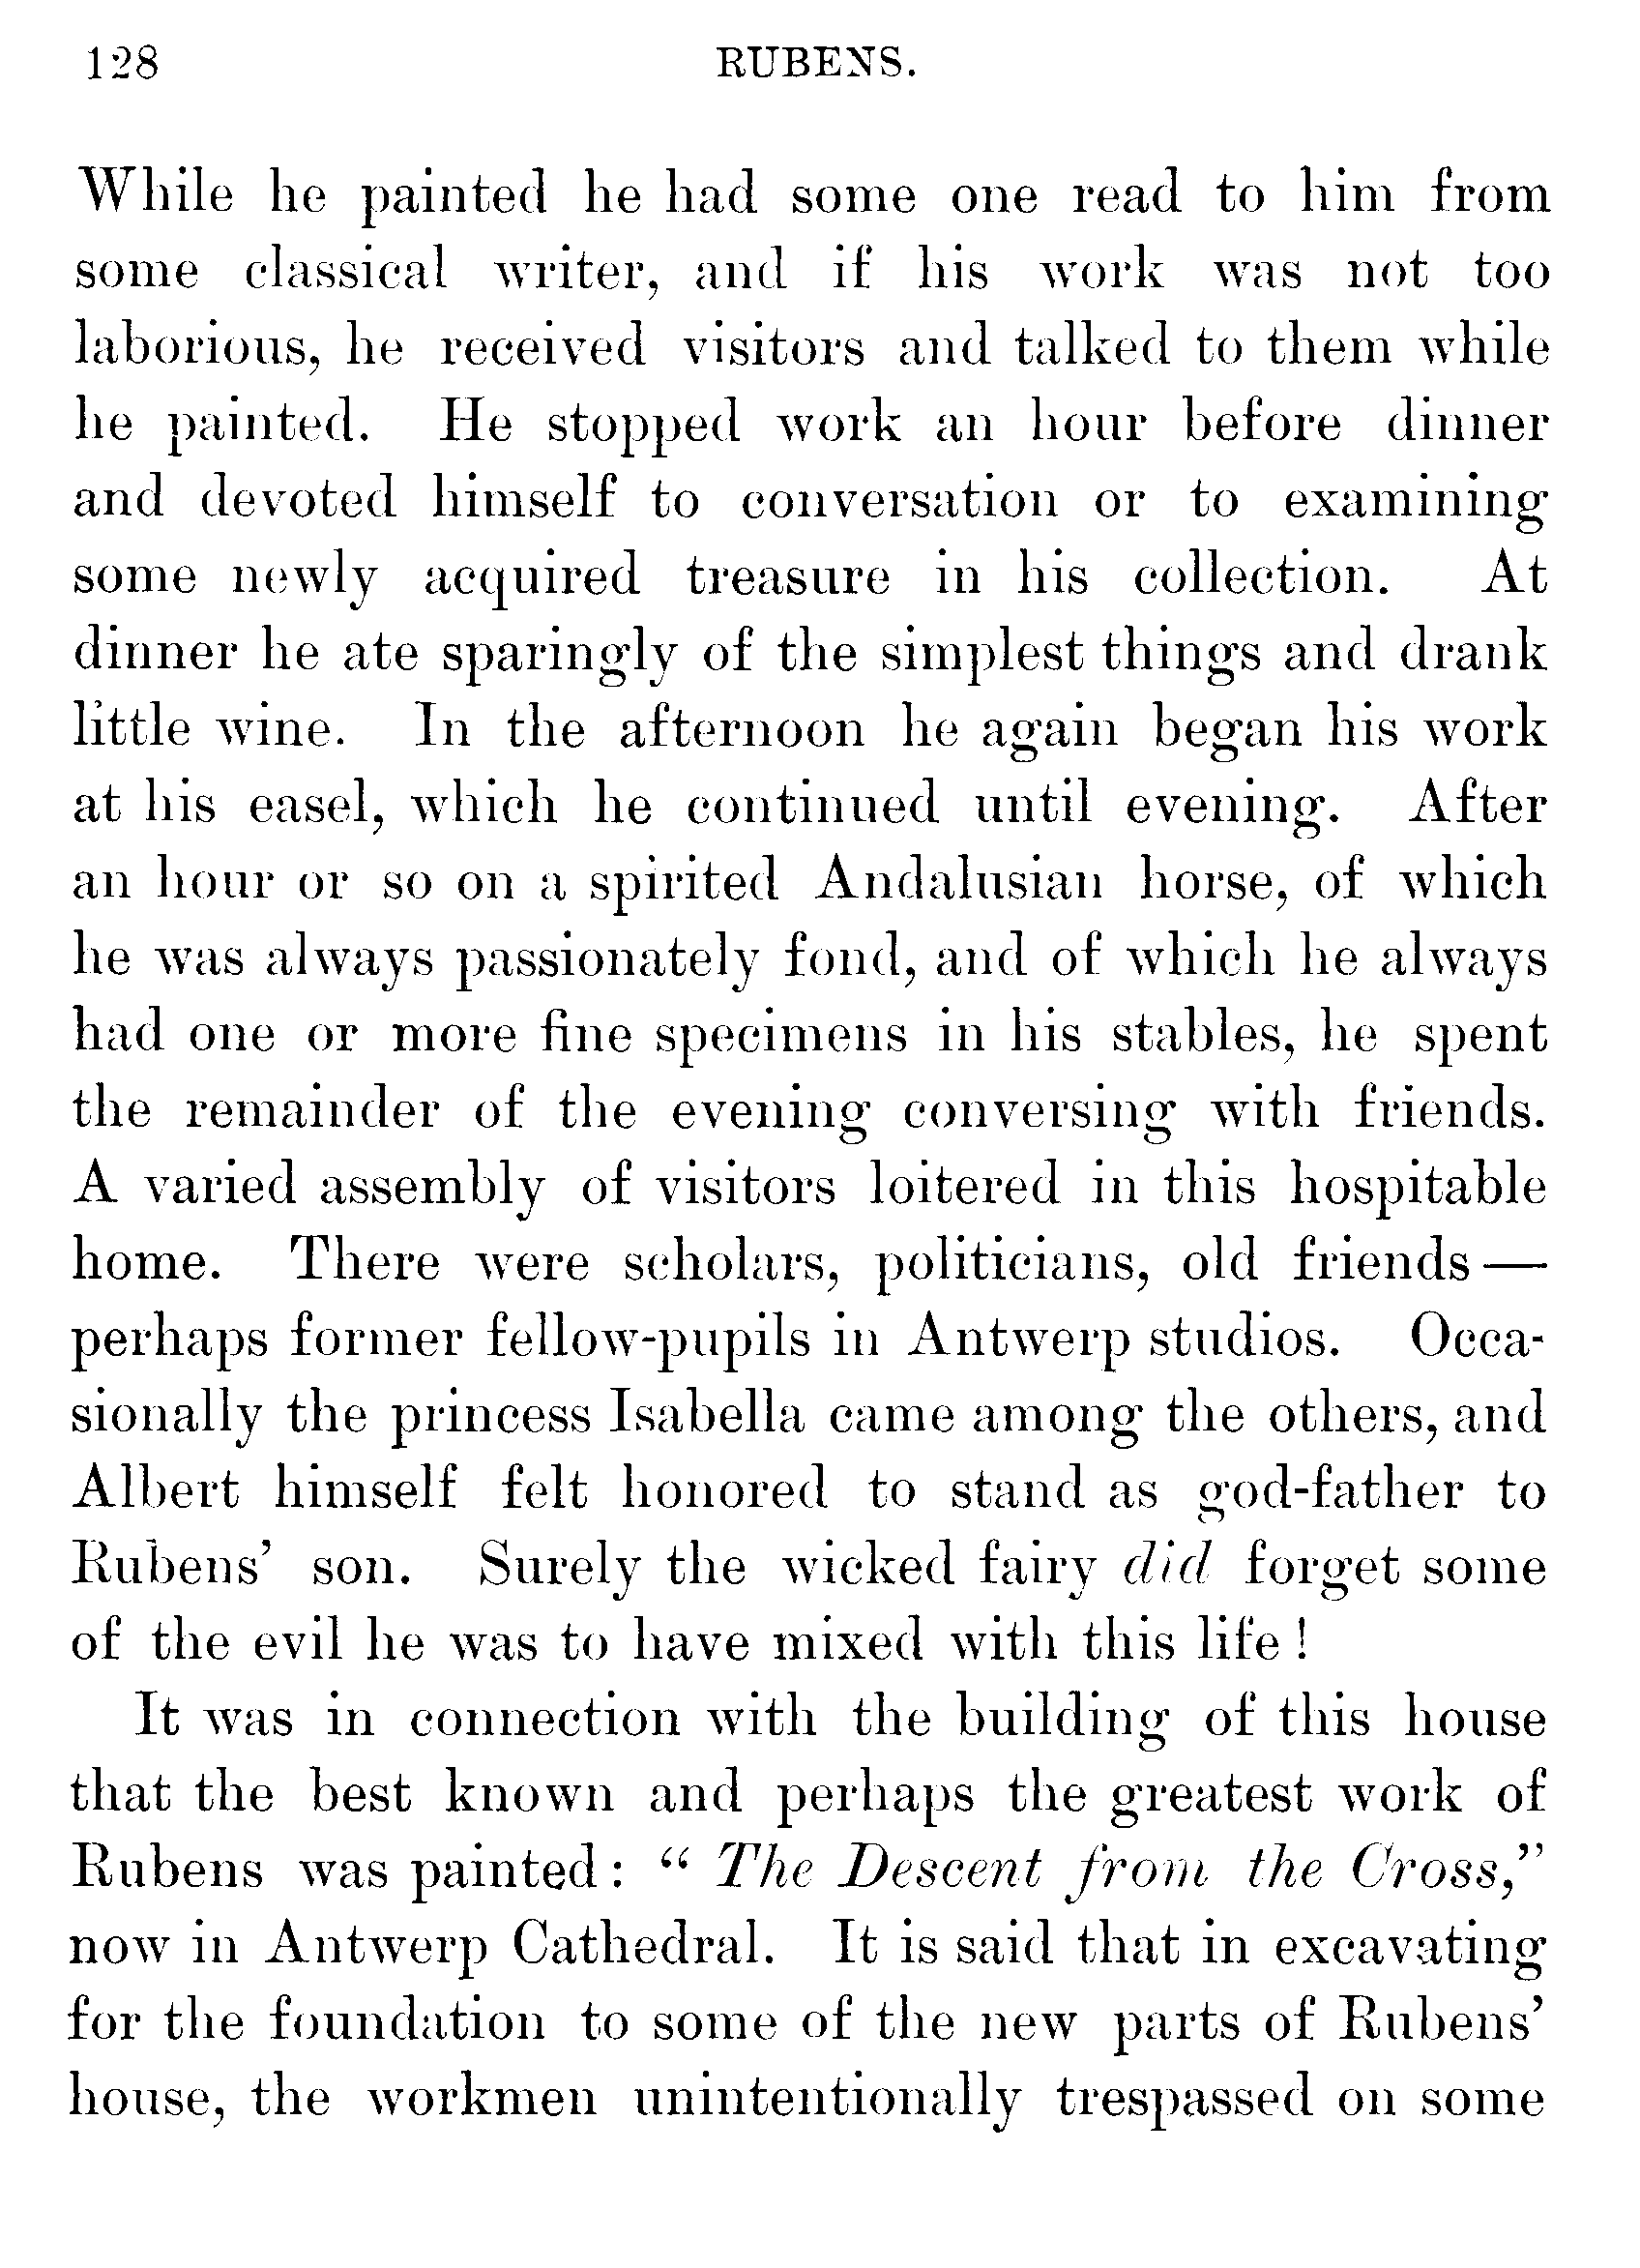 128 RUBENS.
While he painted he had some one read to him from
some classical writer, and if his work was not too
laborious, he received visitors and talked to them while
he painted. He stopped work an hour before dinner
and devoted himself to conversation or to examining
some newly acquired treasure in his collection. At
dinner he ate sparingly of the simplest things and drank
little wine. In the afternoon he again began his work
at his easel, which he continued until evening. After
an hour or so on a spirited Andalusian horse, of which
he was always passionately fond, and of which he always
had one or more fine specimens in his stables, he spent
the remainder of the evening conversing with friends.
A varied assembly of visitors loitered in this hospitable
home. There were scholars, politicians, old friends—
perhaps former fellow-pupils in Antwerp studios. Occa-
sionally the princess Isabella came among the others, and
Albert himself felt honored to stand as god-father to
Rubens' son. Surely the wicked fairy did forget some
of the evil he was to have mixed with this life!
It was in connection with the building of this house
that the best known and perhaps the greatest work of
Rubens was painted: “The Descent from the Cross,”
now in Antwerp Cathedral. It is said that in excavating
for the foundation to some of the new parts of Rubens'
house, the workmen unintentionally trespassed on some